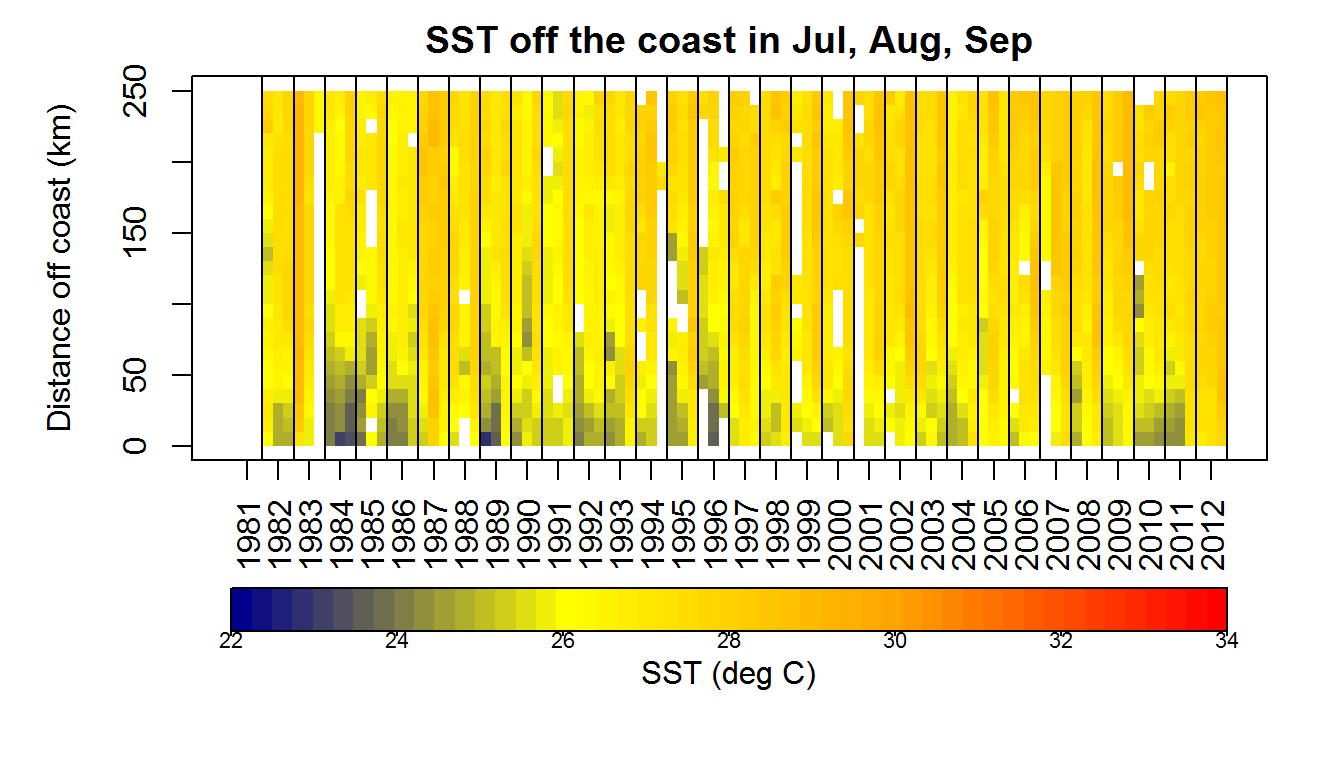 SST off the coast in Jul, Aug, Sep
Distance off coast (km)
250
150
50
0
1981 1982 1983 1984 1985 1986 1987 1988 1989 1990 1991 1992 1993 1994 1995 1996 1997 1998 1999 2000 2001 2002 2003 2004 2005 2006 2007 2008 2009 2010 2011 2012
22 24 26 28 30 32 34
SST (deg C)